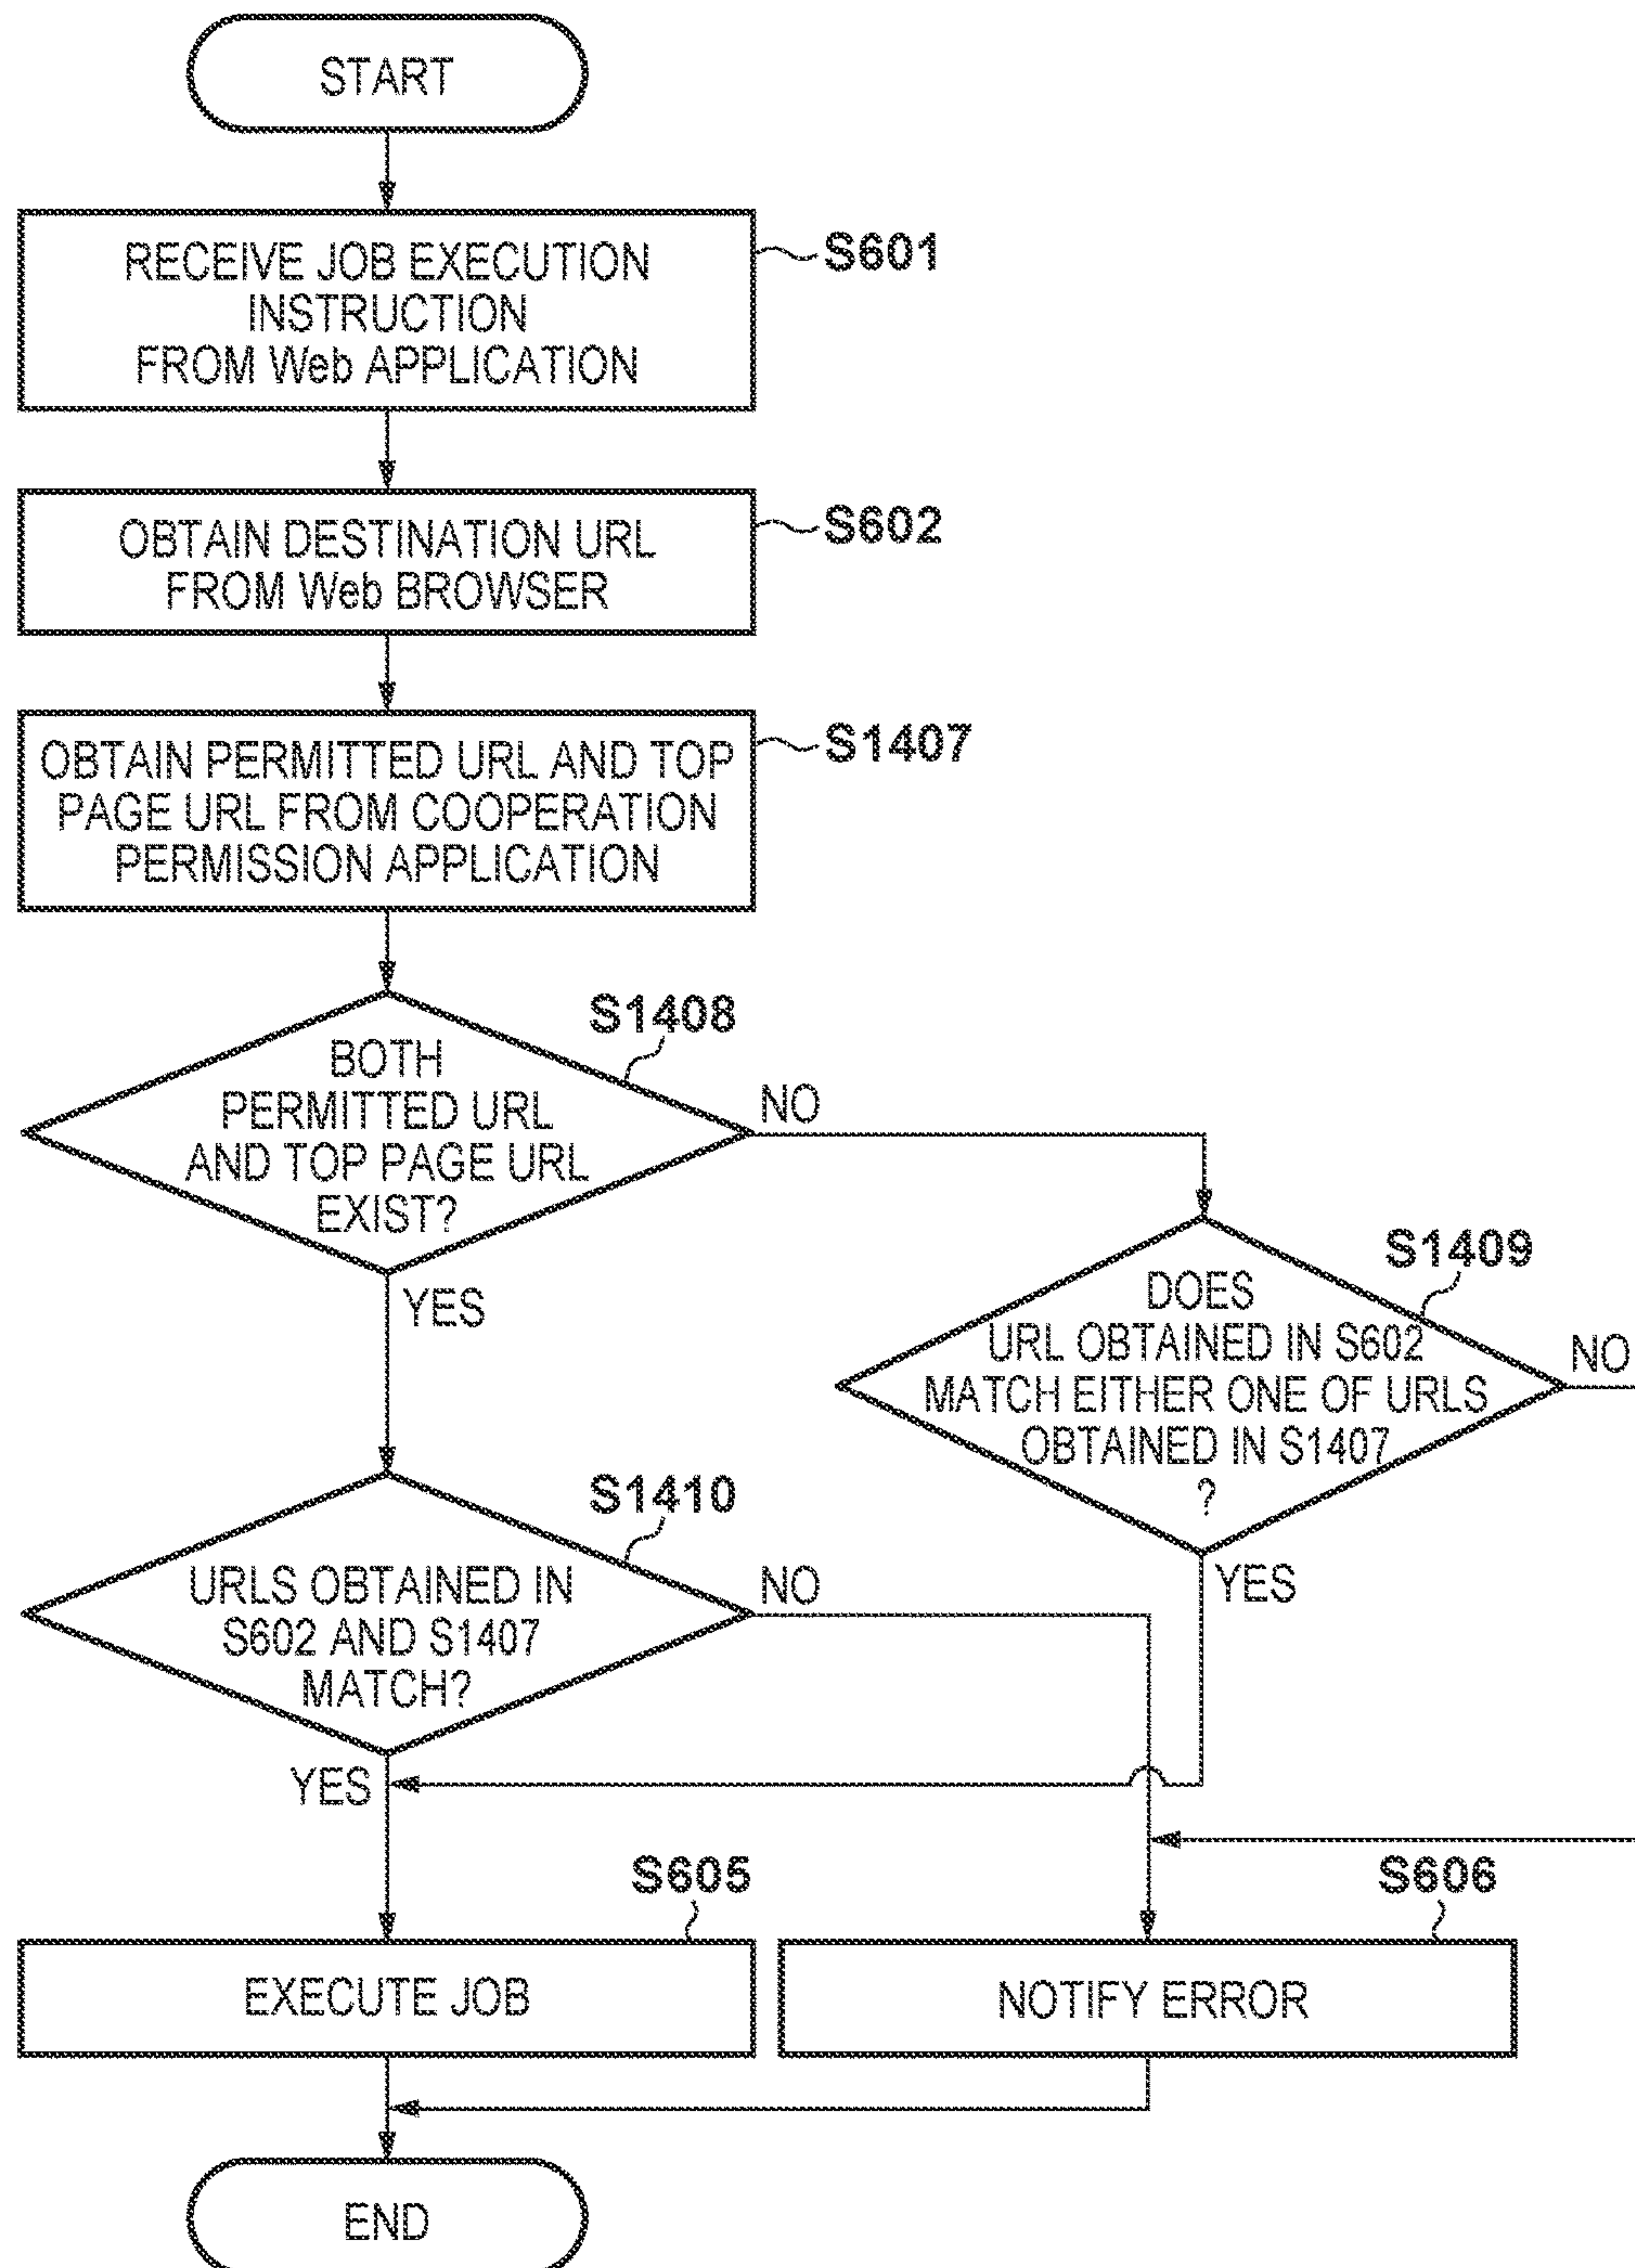 START
RECEIVE JOB EXECUTION
INSTRUCTION
FROM Web APPLICATION
S601
OBTAIN DESTINATION URL
FROM Web BROWSER
S602
OBTAIN PERMITTED URL AND TOP
PAGE URL FROM COOPERATION
PERMISSION APPLICATION
S1407
S1408
BOTH
PERMITTED URL
AND TOP PAGE URL
EXIST?
NO
YES
S1409
DOES
URL OBTAINED IN S602
MATCH EITHER ONE OF URLS
OBTAINED IN S1407
?
NO
YES
S1410
URLS OBTAINED IN
S602 AND S1407
MATCH?
NO
YES
S605
EXECUTE JOB
S606
NOTIFY ERROR
END